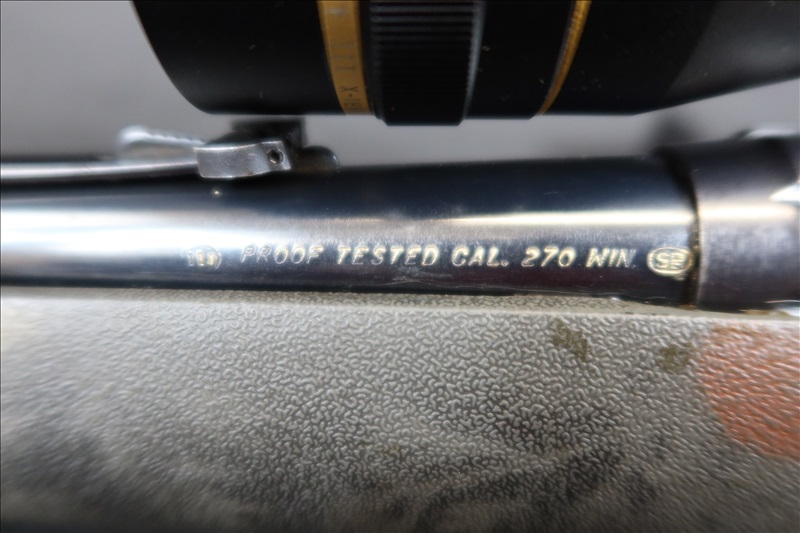 PROOF TESTED CAL. 270 WIN.